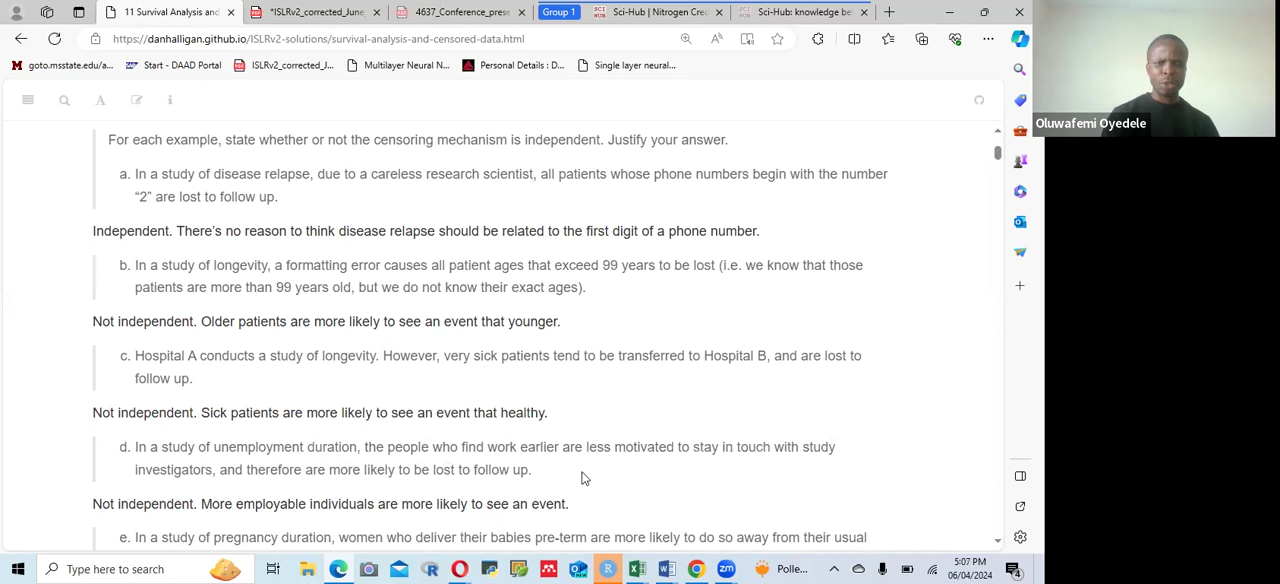 11 Survival Analysis and
*ISLRv2_corrected_June_
4637_Conference_prese
Group 1
SCI HUB
Sci-Hub | Nitrogen Cre
Sci-Hub: knowledge be
https://danhalligan.github.io/ISLRv2-solutions/survival-analysis-and-censored-data.html
goto.msstate.edu/a...
Start - DAAD Portal
ISLRv2_corrected_J...
Multilayer Neural N...
Personal Details : D...
Single layer neural...
Oluwafemi Oyedele
For each example, state whether or not the censoring mechanism is independent. Justify your answer.
a. In a study of disease relapse, due to a careless research scientist, all patients whose phone numbers begin with the number
“2” are lost to follow up.
Independent. There’s no reason to think disease relapse should be related to the first digit of a phone number.
b. In a study of longevity, a formatting error causes all patient ages that exceed 99 years to be lost (i.e. we know that those
patients are more than 99 years old, but we do not know their exact ages).
Not independent. Older patients are more likely to see an event that younger.
c. Hospital A conducts a study of longevity. However, very sick patients tend to be transferred to Hospital B, and are lost to
follow up.
Not independent. Sick patients are more likely to see an event that healthy.
d. In a study of unemployment duration, the people who find work earlier are less motivated to stay in touch with study
investigators, and therefore are more likely to be lost to follow up.
Not independent. More employable individuals are more likely to see an event.
e. In a study of pregnancy duration, women who deliver their babies pre-term are more likely to do so away from their usual
Type here to search
Polle...
5:07 PM
06/04/2024